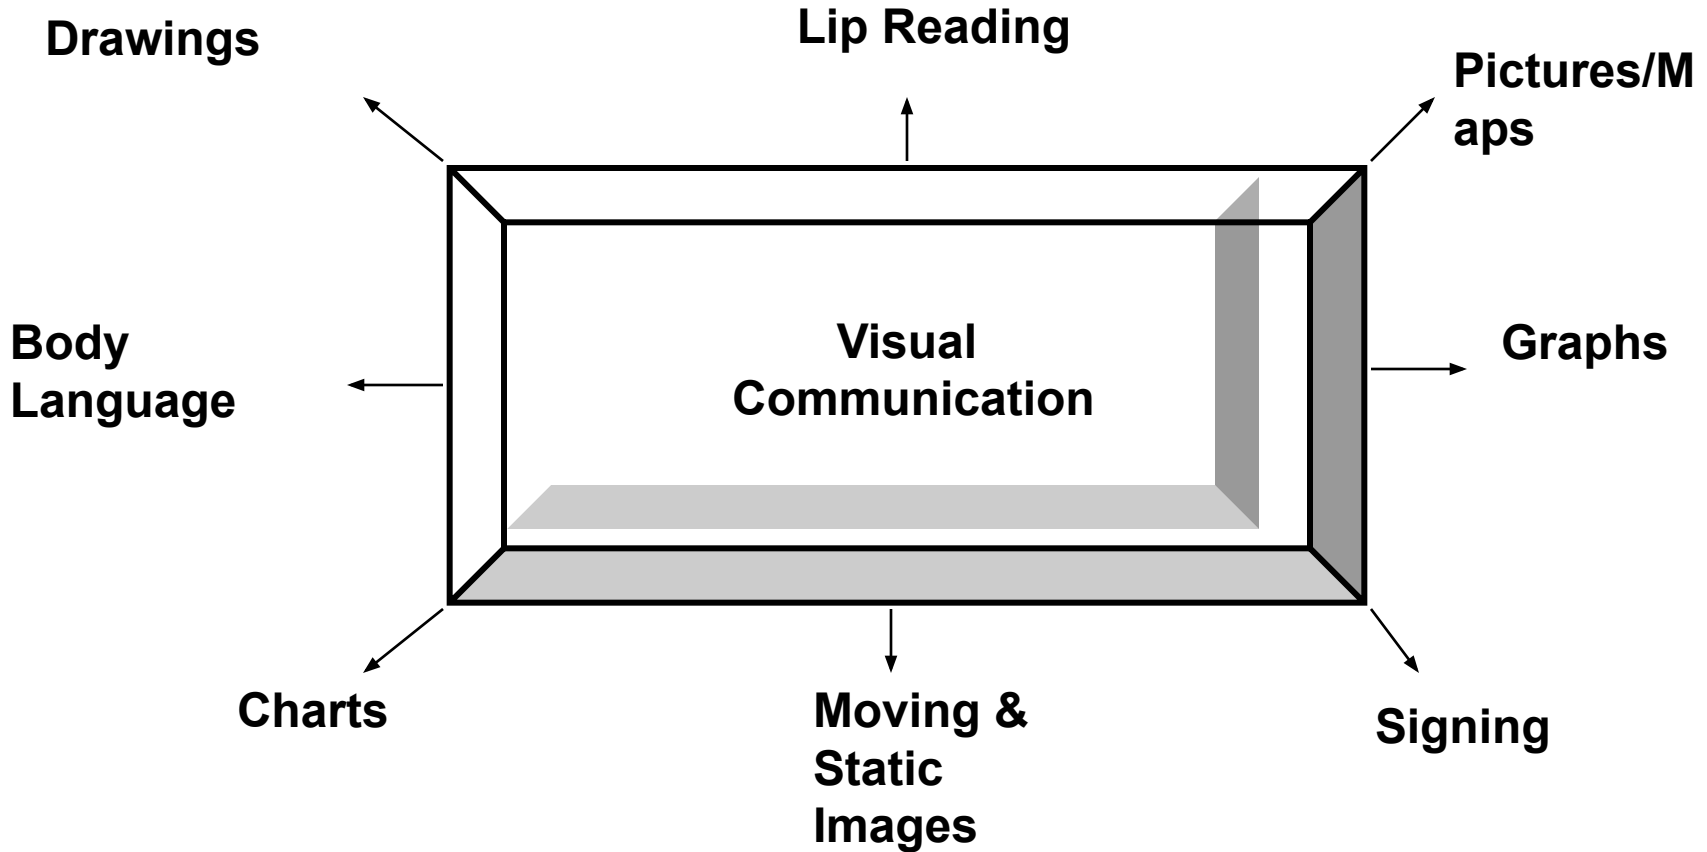 Drawings
Lip Reading
Pictures/M
aps
Body
Language
Visual
Communication
Graphs
Charts
Moving &
Static
Images
Signing